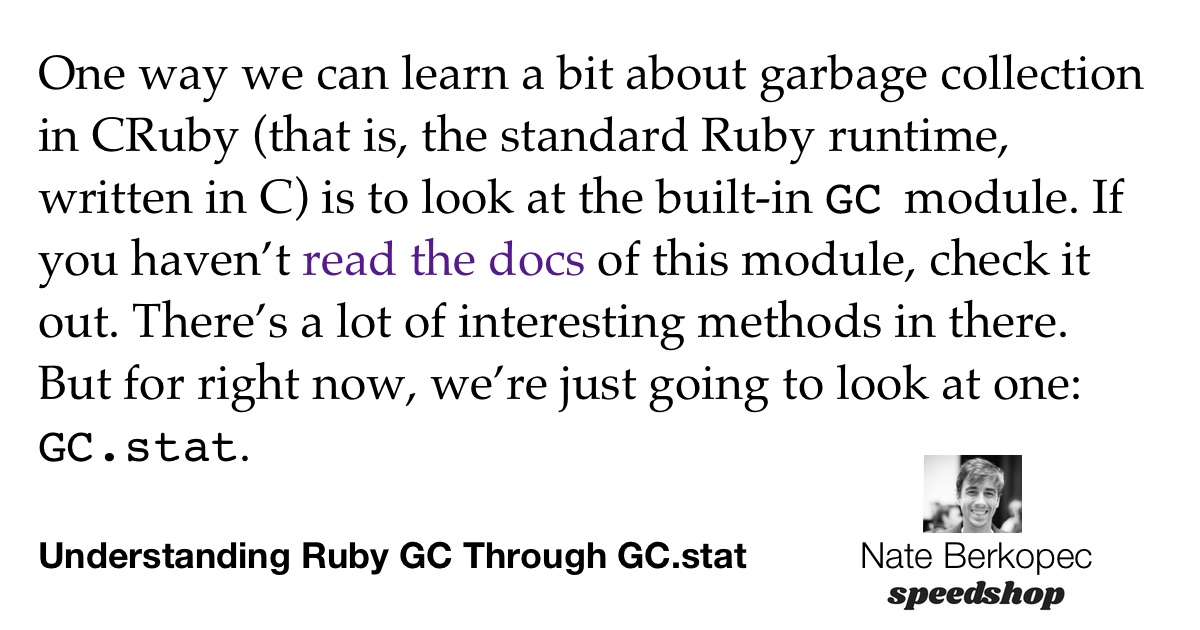 One way we can learn a bit about garbage collection
in CRuby (that is, the standard Ruby runtime,
written in C) is to look at the built-in GC module. If
you haven’t read the docs of this module, check it
out. There’s a lot of interesting methods in there.
But for right now, we’re just going to look at one:
GC.stat.
Understanding Ruby GC Through GC.stat
Nate Berkopec
speedshop